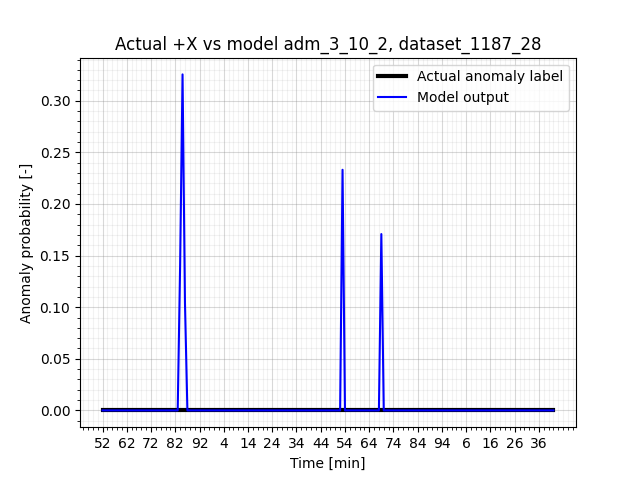 Actual +X vs model adm_3_10_2, dataset_1187_28
Actual anomaly label
Model output
Anomaly probability [-]
0.30
0.25
0.20
0.15
0.10
0.05
0.00
52 62 72 82 92 4 14 24 34 44 54 64 74 84 94 6 16 26 36
Time [min]